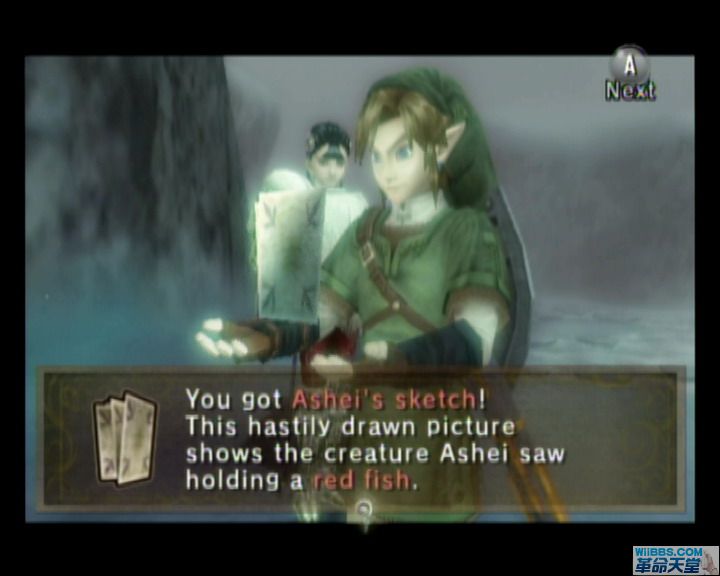 A
Next
You got Ashei's sketch!
This hastily drawn picture
shows the creature Ashei saw
holding a red fish.
WiiBBS.COM
革命天堂